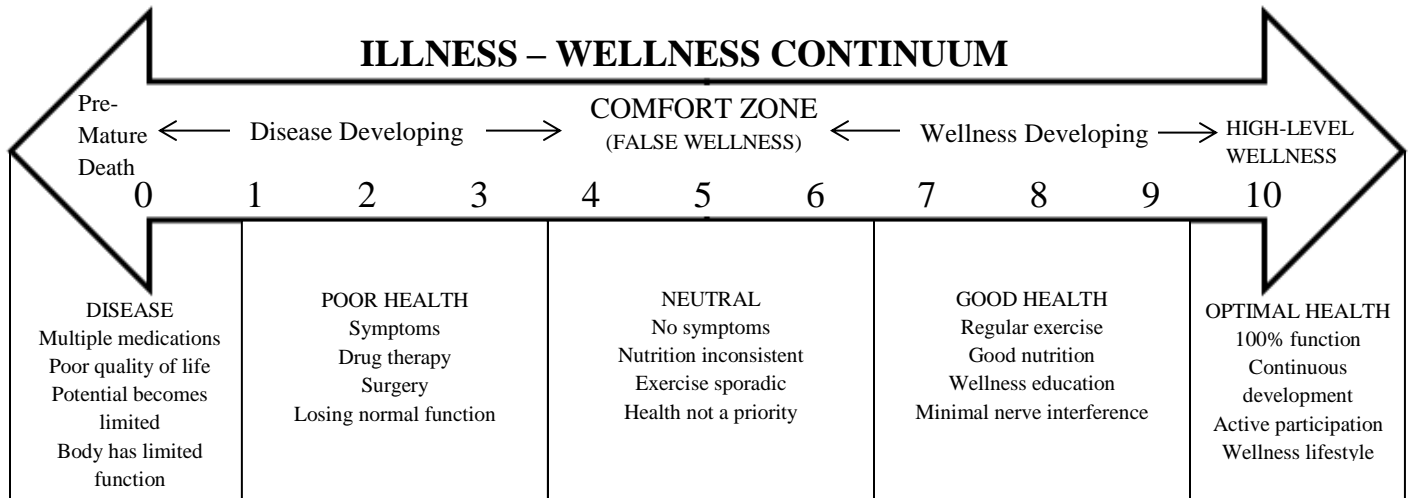 ILLNESS – WELLNESS CONTINUUM
Pre-
Mature
Death
Disease Developing
COMFORT ZONE
(FALSE WELLNESS)
Wellness Developing
HIGH-LEVEL
WELLNESS
0 1 2 3 4 5 6 7 8 9 10
DISEASE
Multiple medications
Poor quality of life
Potential becomes
limited
Body has limited
function
POOR HEALTH
Symptoms
Drug therapy
Surgery
Losing normal function
NEUTRAL
No symptoms
Nutrition inconsistent
Exercise sporadic
Health not a priority
GOOD HEALTH
Regular exercise
Good nutrition
Wellness education
Minimal nerve interference
OPTIMAL HEALTH
100% function
Continuous
development
Active participation
Wellness lifestyle